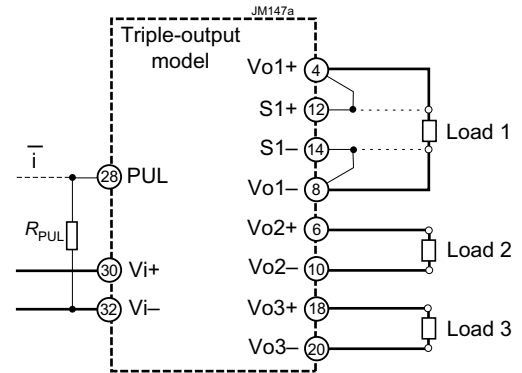 JM147a
Triple-output
model
Vo1+
4
S1+
12
S1–
14
Load 1
Vo1–
8
i
28
PUL
Vo2+
6
RPUL
Load 2
Vo2–
10
30
Vi+
Vo3+
18
32
Vi–
Load 3
Vo3–
20